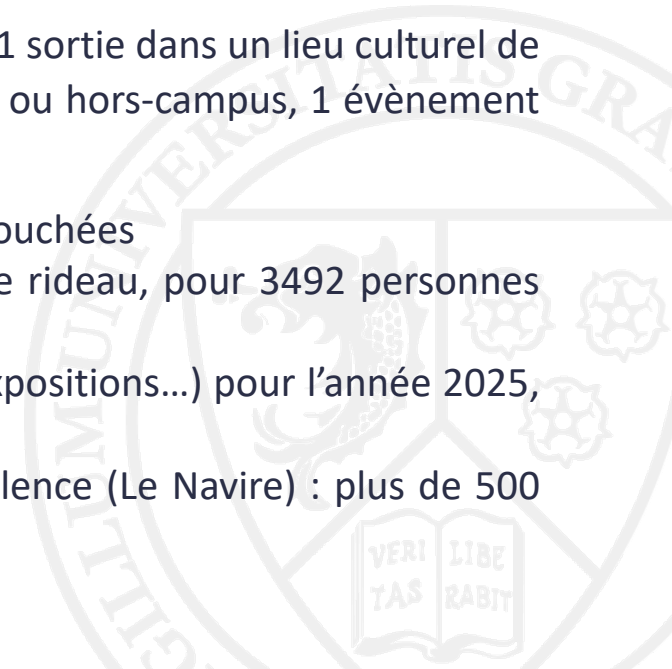 1 sortie dans un lieu culturel de
ou hors-campus, 1 évènement
ouchées
e rideau, pour 3492 personnes
xpositions…) pour l’année 2025,
lence (Le Navire) : plus de 500
VERI LIBE
TAS RABIT